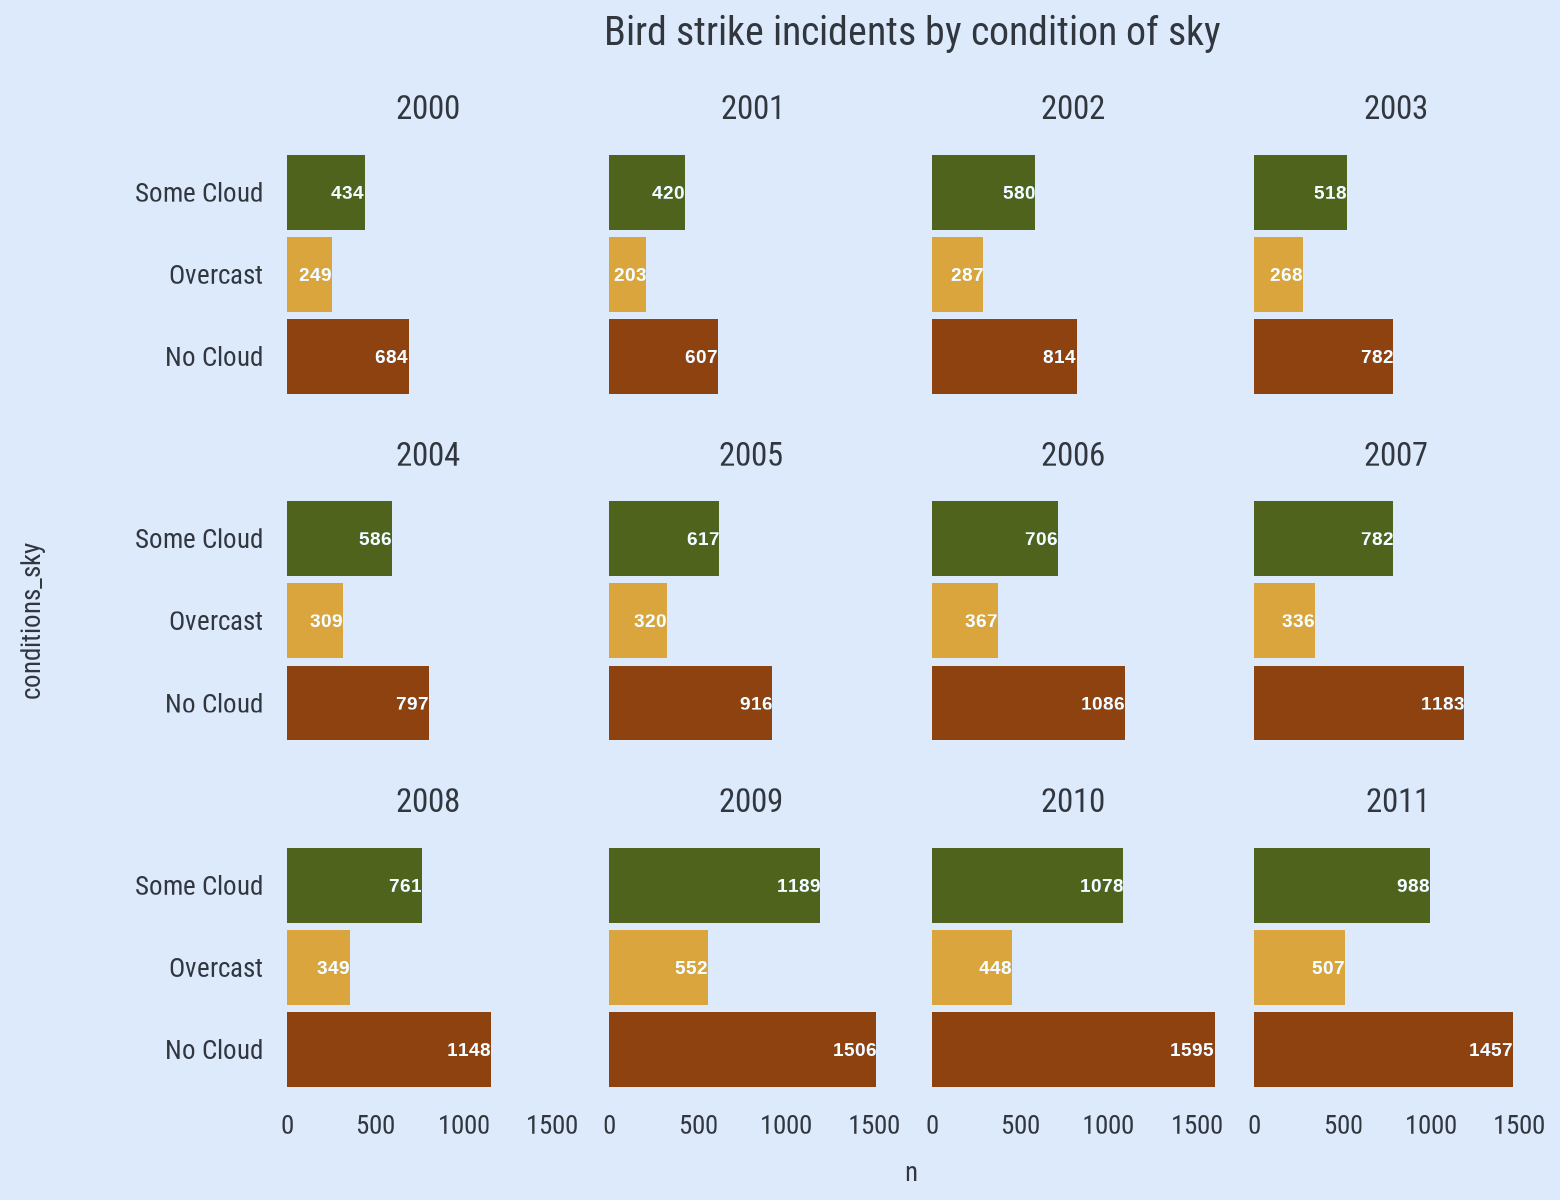 Bird strike incidents by condition of sky
2000 2001 2002 2003
Some Cloud 434 420 580 518
Overcast 249 203 287 268
No Cloud 684 607 814 782
2004 2005 2006 2007
Some Cloud 586 617 706 782
Overcast 309 320 367 336
No Cloud 797 916 1086 1183
conditions_sky
2008 2009 2010 2011
Some Cloud 761 1189 1078 988
Overcast 349 552 448 507
No Cloud 1148 1506 1595 1457
0 500 1000 1500 0 500 1000 1500 0 500 1000 1500 0 500 1000 1500
n